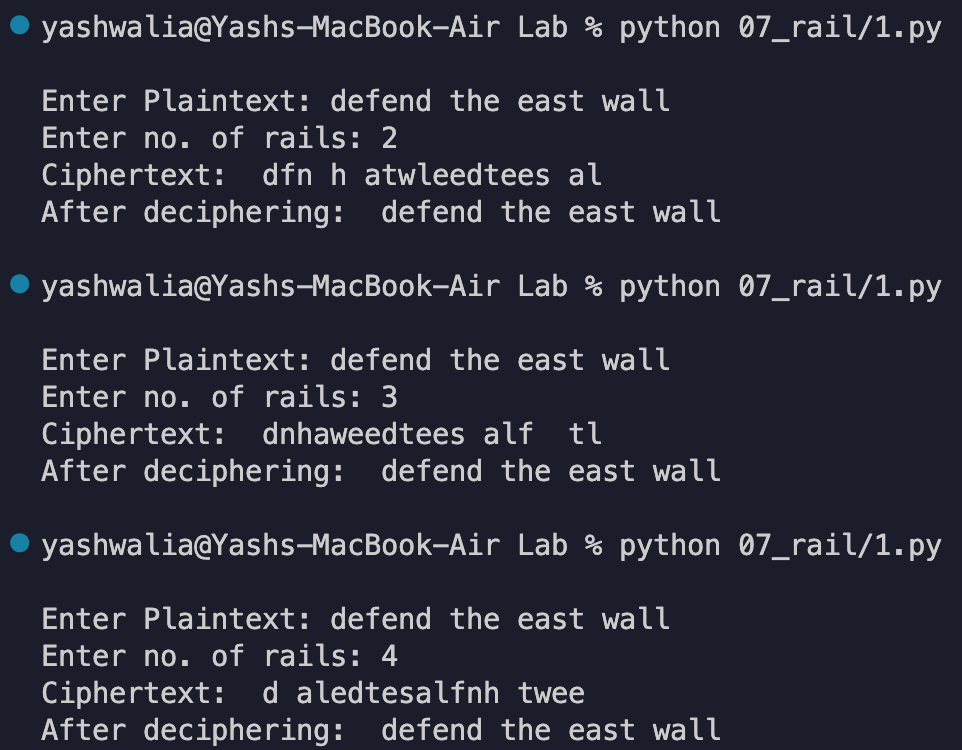 yashwalia@Yashs-MacBook-Air Lab % python 07_rail/1.py
Enter Plaintext: defend the east wall
Enter no. of rails: 2
Ciphertext:  dfn h atwleedtees al
After deciphering:  defend the east wall
yashwalia@Yashs-MacBook-Air Lab % python 07_rail/1.py
Enter Plaintext: defend the east wall
Enter no. of rails: 3
Ciphertext:  dnhaweedtees alf  tl
After deciphering:  defend the east wall
yashwalia@Yashs-MacBook-Air Lab % python 07_rail/1.py
Enter Plaintext: defend the east wall
Enter no. of rails: 4
Ciphertext:  d aledtesalfnh twee
After deciphering:  defend the east wall